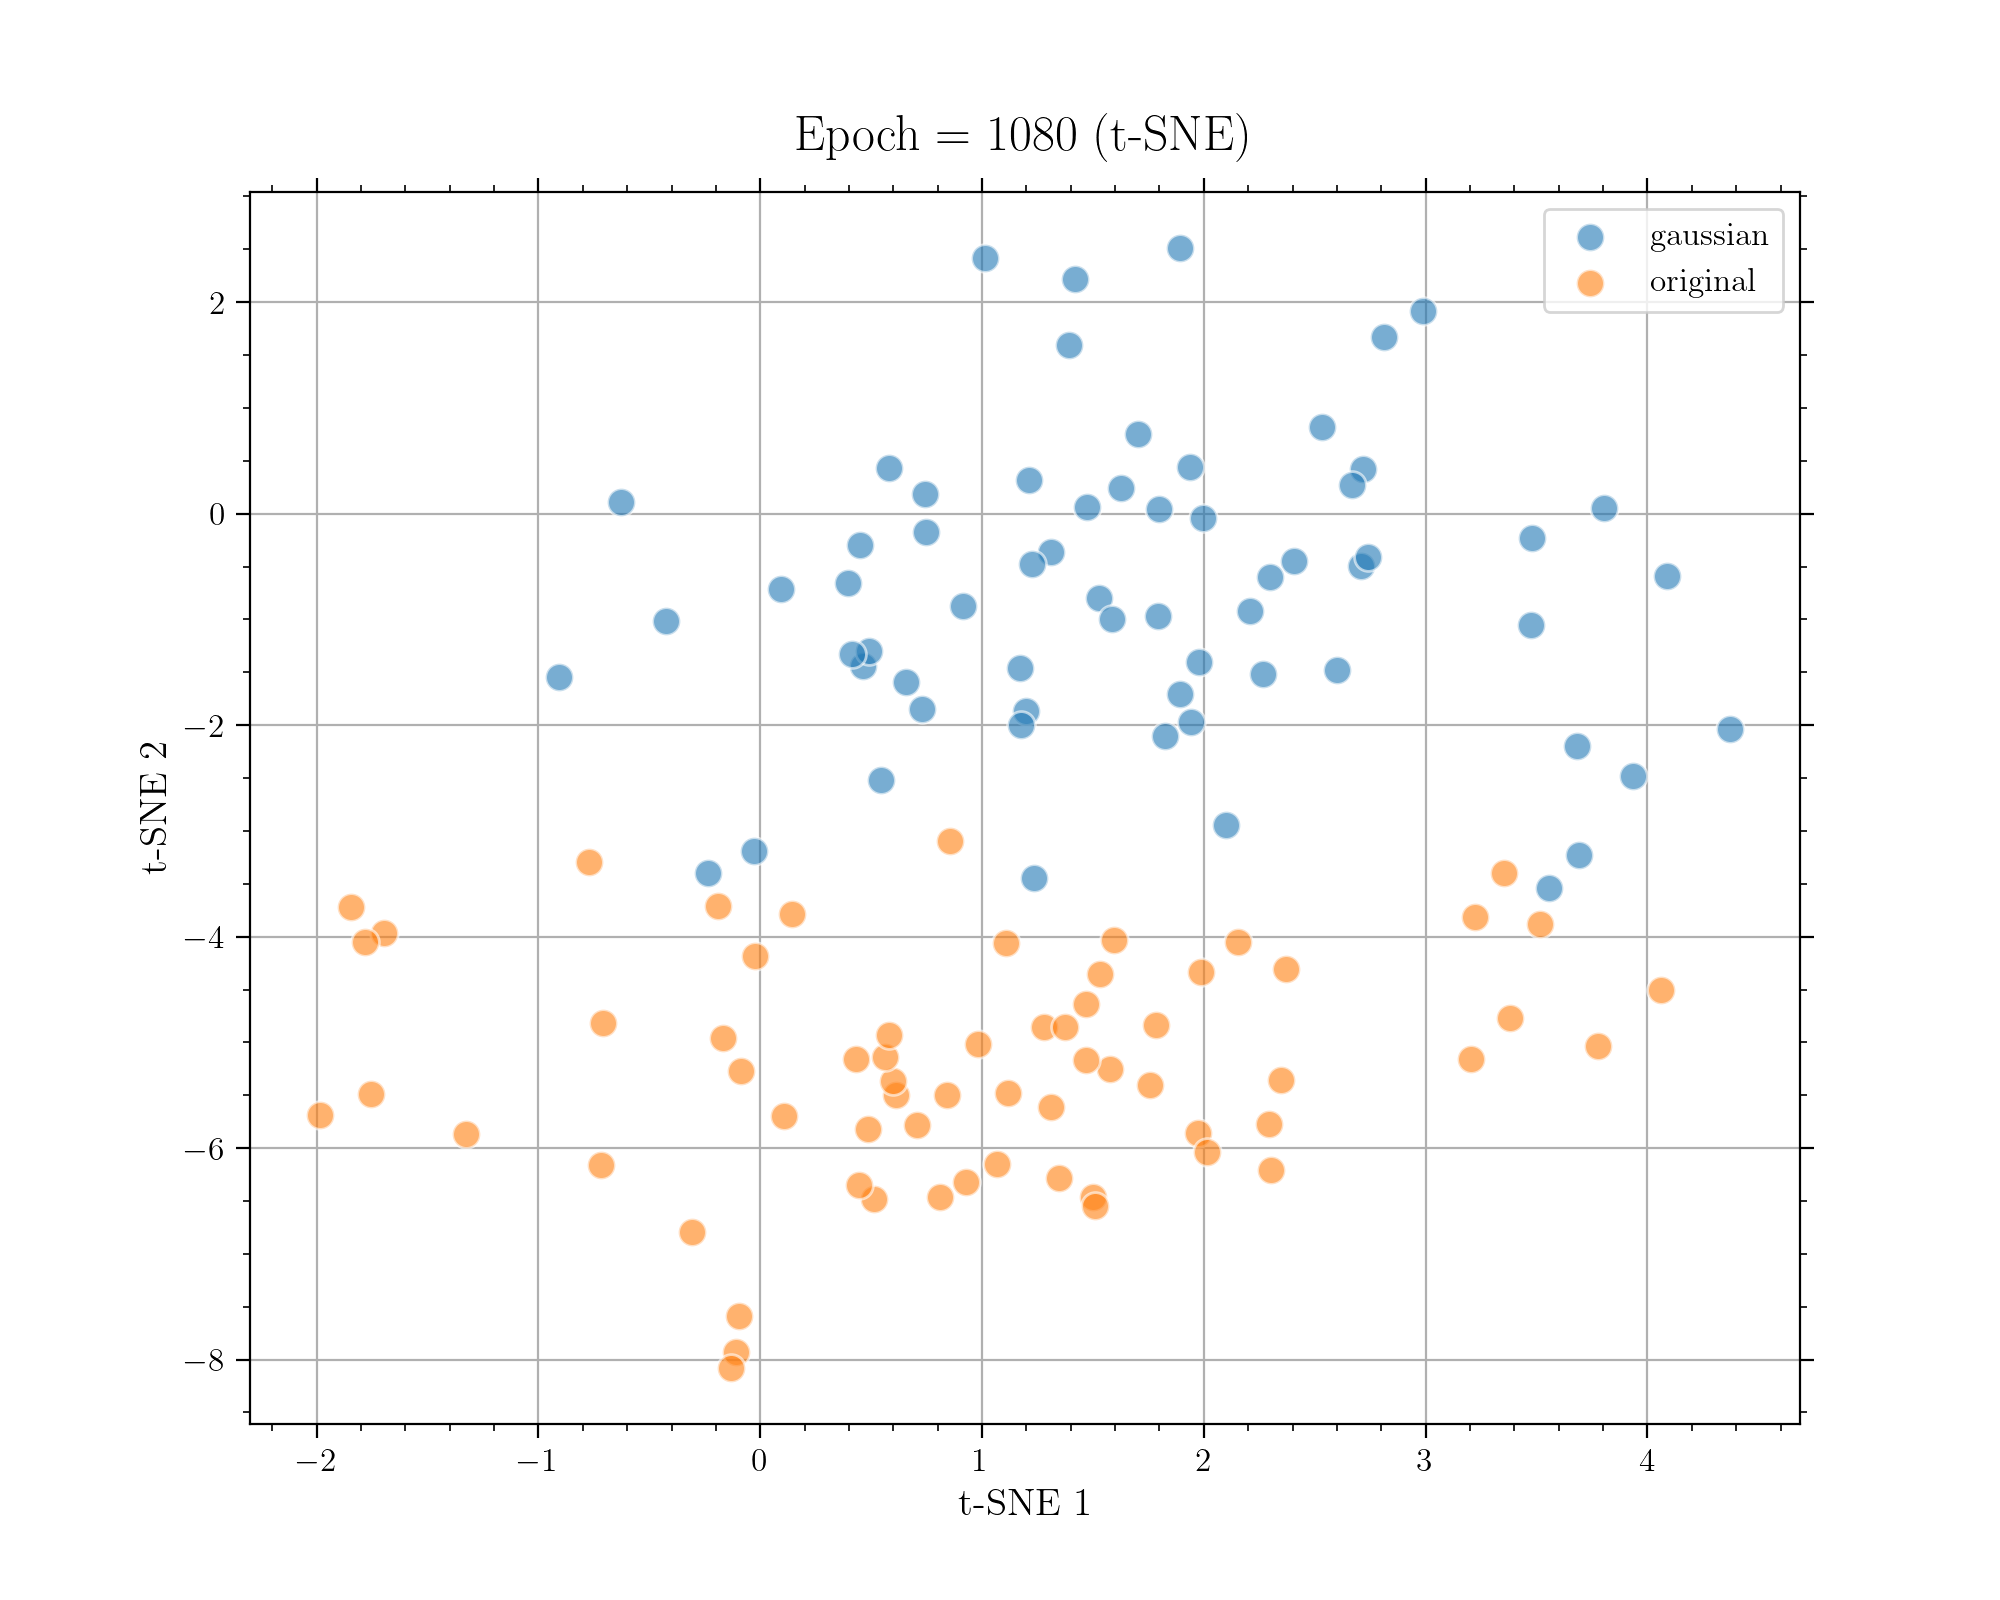 Epoch = 1080 (t-SNE)
gaussian
original
2
0
−2
−4
−6
−8
t-SNE 2
−2 −1 0 1 2 3 4
t-SNE 1